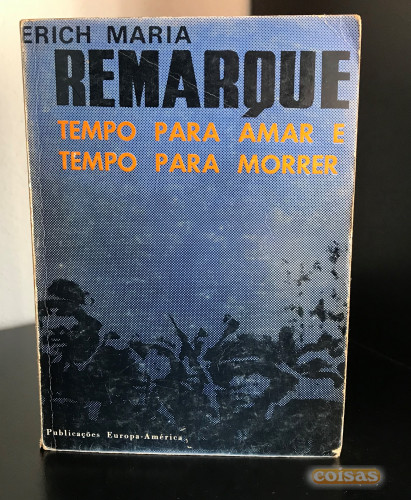 ERICH MARIA
REMARQUE
TEMPO PARA AMAR E
TEMPO PARA MORRER
Publicações Europa-América
coisas